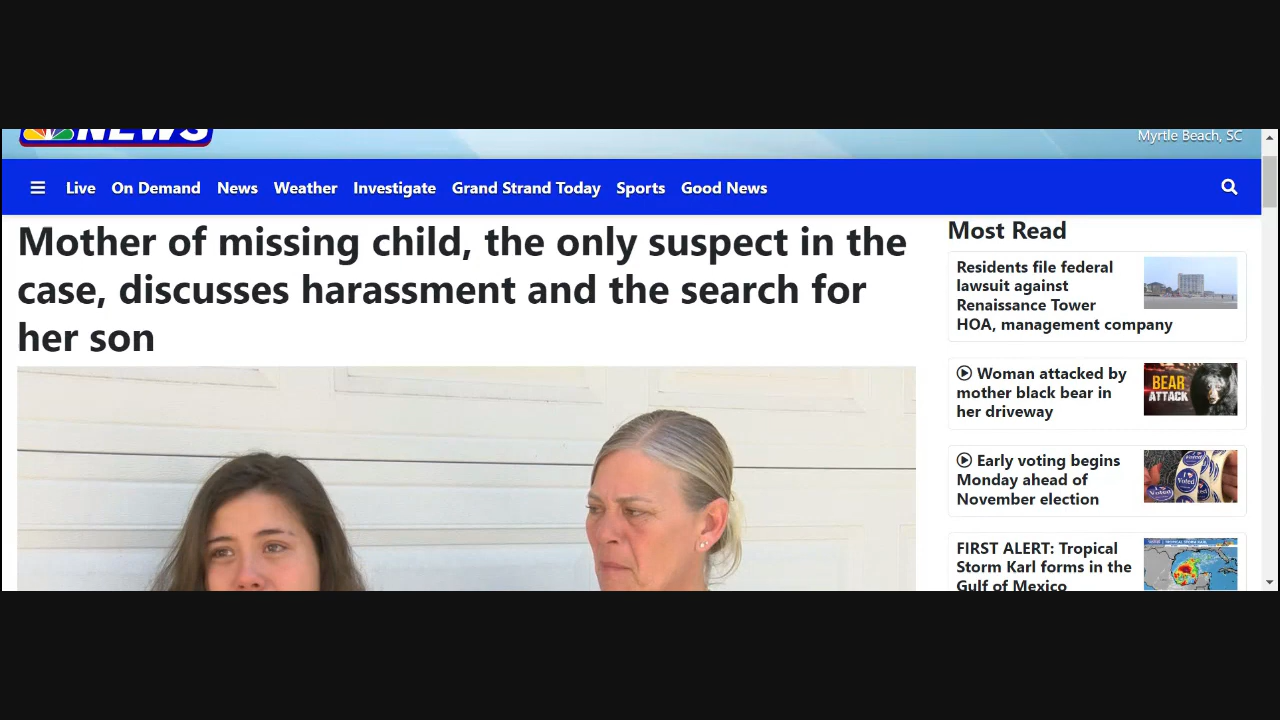 NEWS
Myrtle Beach, SC
Live On Demand News Weather Investigate Grand Strand Today Sports Good News
Mother of missing child, the only suspect in the
case, discusses harassment and the search for
her son
Most Read
Residents file federal
lawsuit against
Renaissance Tower
HOA, management company
Woman attacked by
mother black bear in
her driveway
BEAR
ATTACK
Early voting begins
Monday ahead of
November election
I Voted
Voted
FIRST ALERT: Tropical
Storm Karl forms in the
Gulf of Mexico